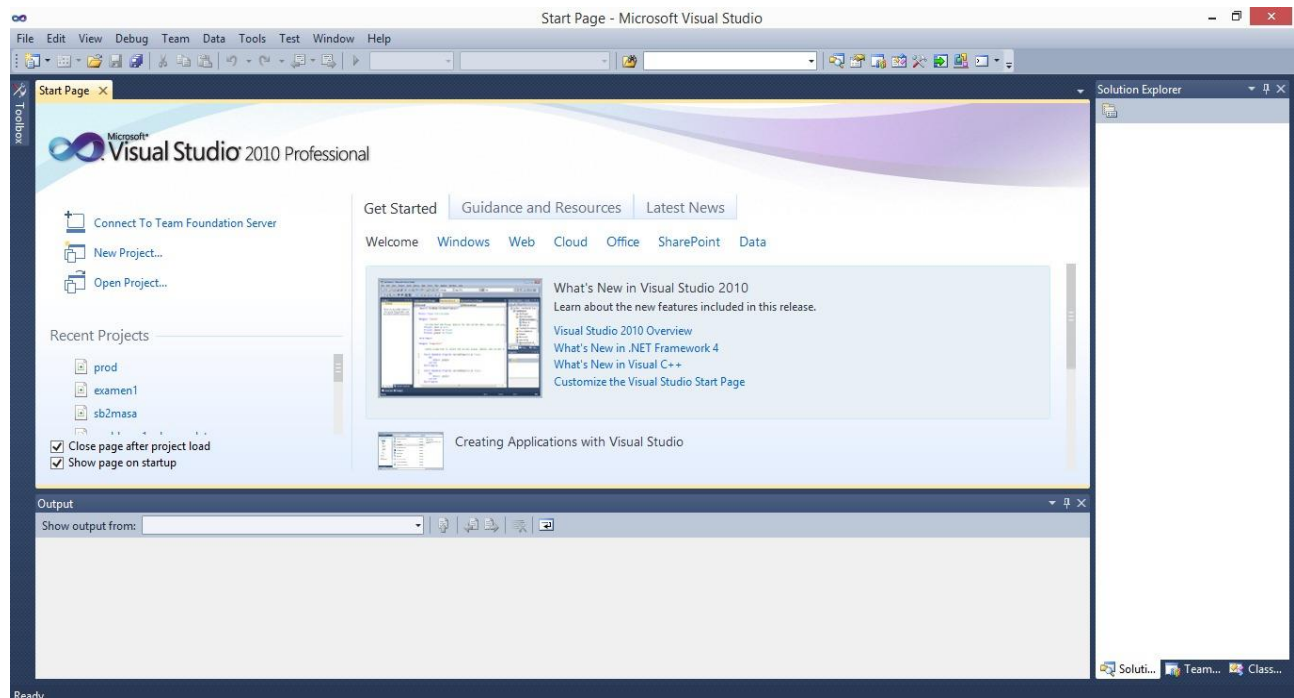 Start Page - Microsoft Visual Studio
File Edit View Debug Team Data Tools Test Window Help
Toolbox
Start Page
Microsoft
Visual Studio 2010 Professional
Connect To Team Foundation Server
New Project...
Open Project...
Recent Projects
prod
examen1
sb2masa
Close page after project load
Show page on startup
Get Started Guidance and Resources Latest News
Welcome Windows Web Cloud Office SharePoint Data
What's New in Visual Studio 2010
Learn about the new features included in this release.
Visual Studio 2010 Overview
What's New in .NET Framework 4
What's New in Visual C++
Customize the Visual Studio Start Page
Creating Applications with Visual Studio
Solution Explorer
Output
Show output from:
Soluti... Team... Class...
Ready